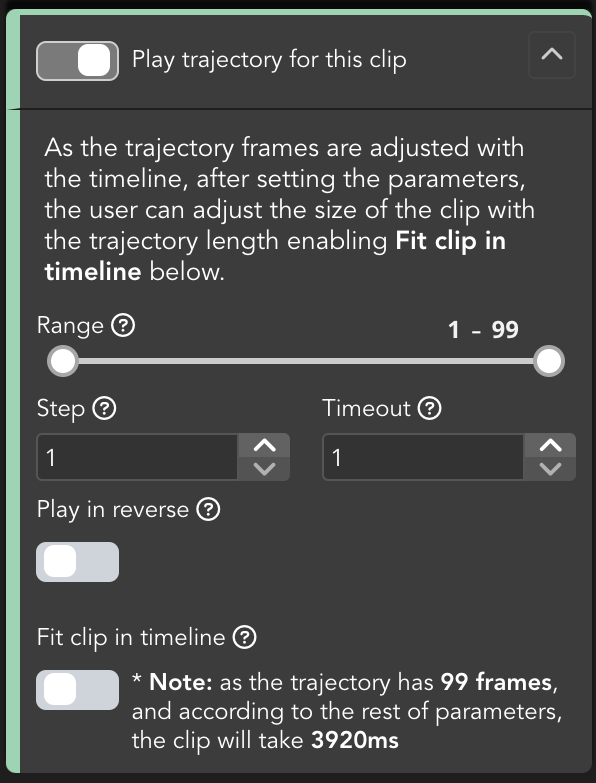 Play trajectory for this clip
As the trajectory frames are adjusted with
the timeline, after setting the parameters,
the user can adjust the size of the clip with
the trajectory length enabling Fit clip in
timeline below.
Range ?
1 - 99
Step ? Timeout ?
1 1
Play in reverse ?
Fit clip in timeline ?
* Note: as the trajectory has 99 frames,
and according to the rest of parameters,
the clip will take 3920ms